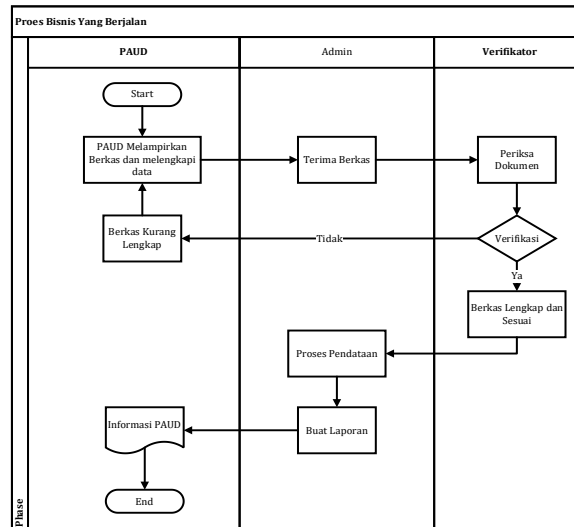 Proes Bisnis Yang Berjalan
PAUD
Admin
Verifikator
Start
PAUD Melampirkan
Berkas dan melengkapi
data
Terima Berkas
Periksa
Dokumen
Berkas Kurang
Lengkap
Tidak
Verifikasi
Ya
Berkas Lengkap dan
Sesuai
Proses Pendataan
Informasi PAUD
Buat Laporan
End
Phase